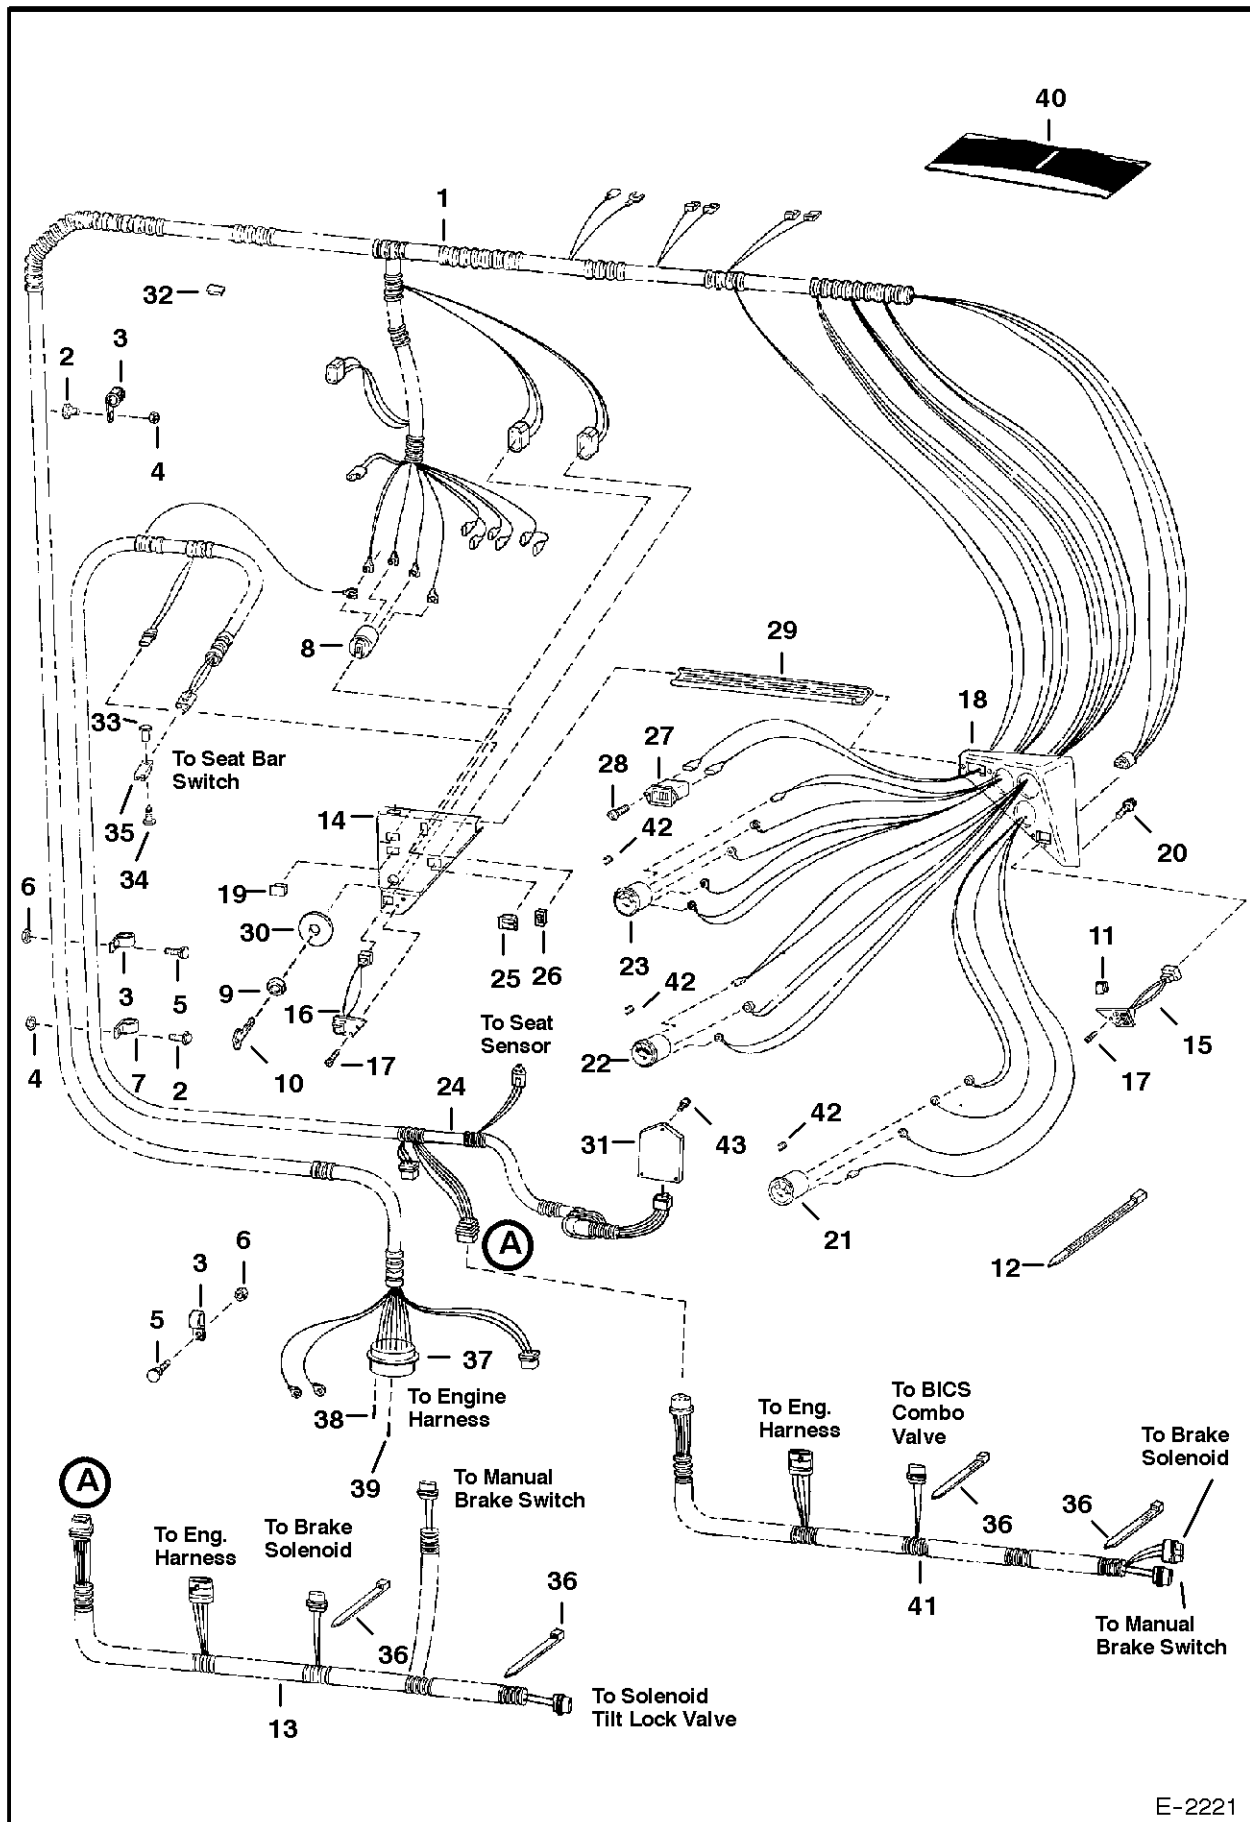 40
1
32
3
2
4
8
29
33
18
To Seat Bar
Switch
27
28
14
42
35
20
34
6
19
30
25
26
23
11
9
42
3
5
16
To Seat
Sensor
22
15
4
7
2
10
17
24
17
42
31
43
A
21
6
12
3
5
37
To BICS
Combo
Valve
38
To Engine
Harness
To Eng.
Harness
To Brake
Solenoid
A
39
To Manual
Brake Switch
36
36
To Eng.
Harness
To Brake
Solenoid
36
41
36
To Manual
Brake Switch
13
To Solenoid
Tilt Lock Valve
E-2221